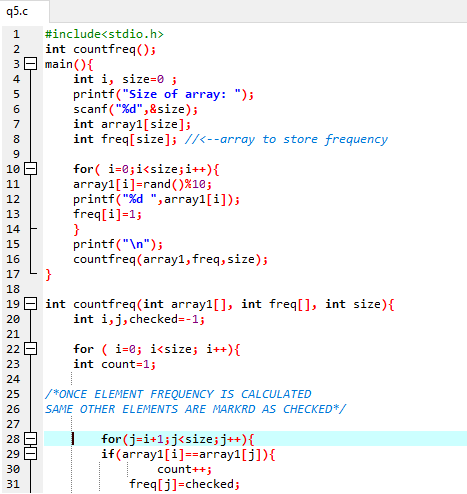 q5.c
1 #include<stdio.h>
2 int countfreq();
3 main(){
4 int i, size=0 ;
5 printf("Size of array: ");
6 scanf("%d",&size);
7 int array1[size];
8 int freq[size]; //<--array to store frequency
9
10 for( i=0;i<size;i++){
11 array1[i]=rand()%10;
12 printf("%d ",array1[i]);
13 freq[i]=1;
14 }
15 printf("\n");
16 countfreq(array1,freq,size);
17 }
18
19 int countfreq(int array1[], int freq[], int size){
20 int i,j,checked=-1;
21
22 for ( i=0; i<size; i++){
23 int count=1;
24
25 /*ONCE ELEMENT FREQUENCY IS CALCULATED
26 SAME OTHER ELEMENTS ARE MARKRD AS CHECKED*/
27
28 for(j=i+1;j<size;j++){
29 if(array1[i]==array1[j]){
30 count++;
31 freq[j]=checked;